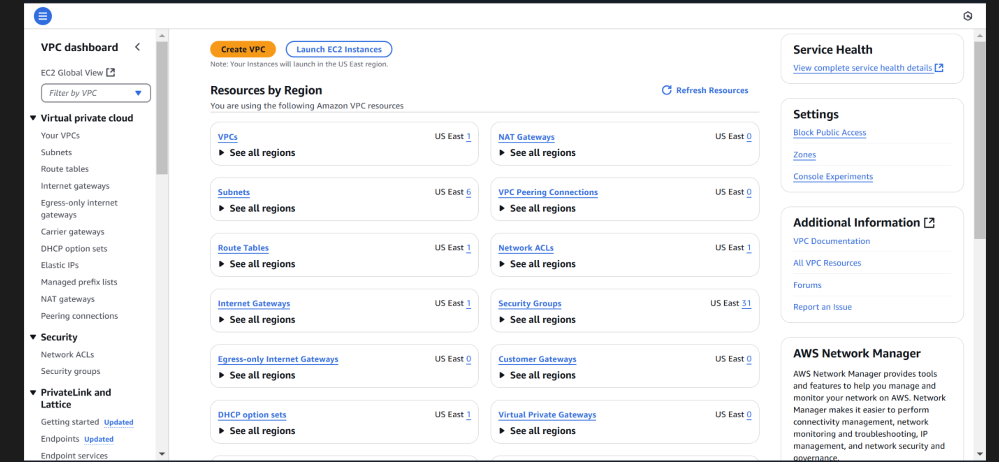 VPC dashboard
EC2 Global View
Filter by VPC
Virtual private cloud
Your VPCs
Subnets
Route tables
Internet gateways
Egress-only internet
gateways
Carrier gateways
DHCP option sets
Elastic IPs
Managed prefix lists
NAT gateways
Peering connections
Security
Network ACLs
Security groups
PrivateLink and
Lattice
Getting started Updated
Endpoints Updated
Endpoint services
Create VPC
Launch EC2 Instances
Note: Your Instances will launch in the US East region.
Resources by Region
Refresh Resources
You are using the following Amazon VPC resources
VPCs US East 1
See all regions
NAT Gateways US East 0
See all regions
Subnets US East 6
See all regions
VPC Peering Connections US East 0
See all regions
Route Tables US East 1
See all regions
Network ACLs US East 1
See all regions
Internet Gateways US East 1
See all regions
Security Groups US East 31
See all regions
Egress-only Internet Gateways US East 0
See all regions
Customer Gateways US East 0
See all regions
DHCP option sets US East 1
See all regions
Virtual Private Gateways US East 0
See all regions
Service Health
View complete service health details
Settings
Block Public Access
Zones
Console Experiments
Additional Information
VPC Documentation
All VPC Resources
Forums
Report an Issue
AWS Network Manager
AWS Network Manager provides tools
and features to help you manage and
monitor your network on AWS. Network
Manager makes it easier to perform
connectivity management, network
monitoring and troubleshooting, IP
management, and network security and
governance.